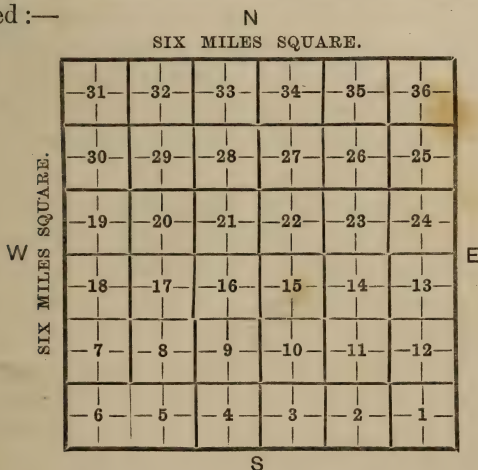 ed :—
N
SIX MILES SQUARE.
SIX MILES SQUARE.
W
E
—31— —32— —33— —34— —35— —36—
—30— —29— —28— —27— —26— —25—
—19— —20— —21— —22— —23— —24—
—18— —17— —16— —15— —14— —13—
—7— —8— —9— —10— —11— —12—
—6— —5— —4— —3— —2— —1—
S